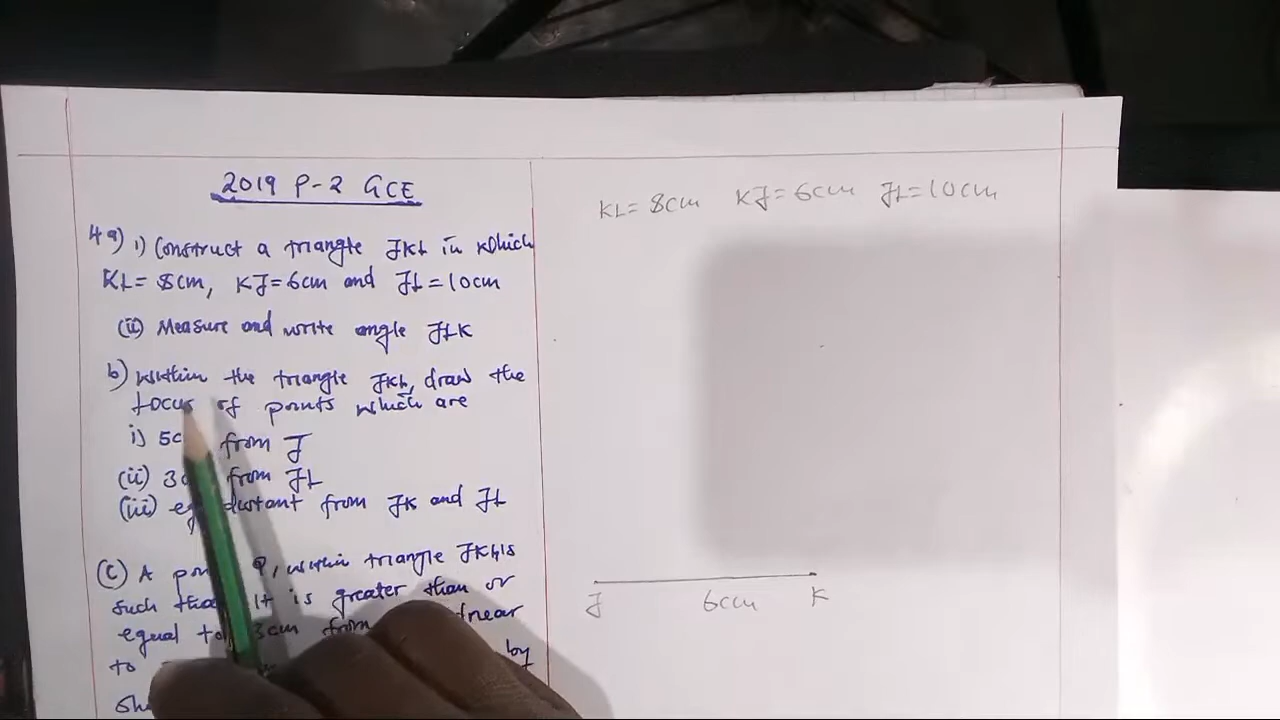 2019 P-2 GCE
4a) i) Construct a triangle JKL in which
KL= 8cm, KJ=6cm and JL=10cm
(ii) Measure and write angle JLK
b) Within the triangle JKL, draw the
locus of points which are
i) 5c from J
(ii) 3 from JL
(iii) equidistant from JK and JL
(c) A point P, within triangle JKL is
such that it is greater than or
equal to 3cm from near
to by
KL= 8cm KJ=6cm JL=10cm
J 6cm K